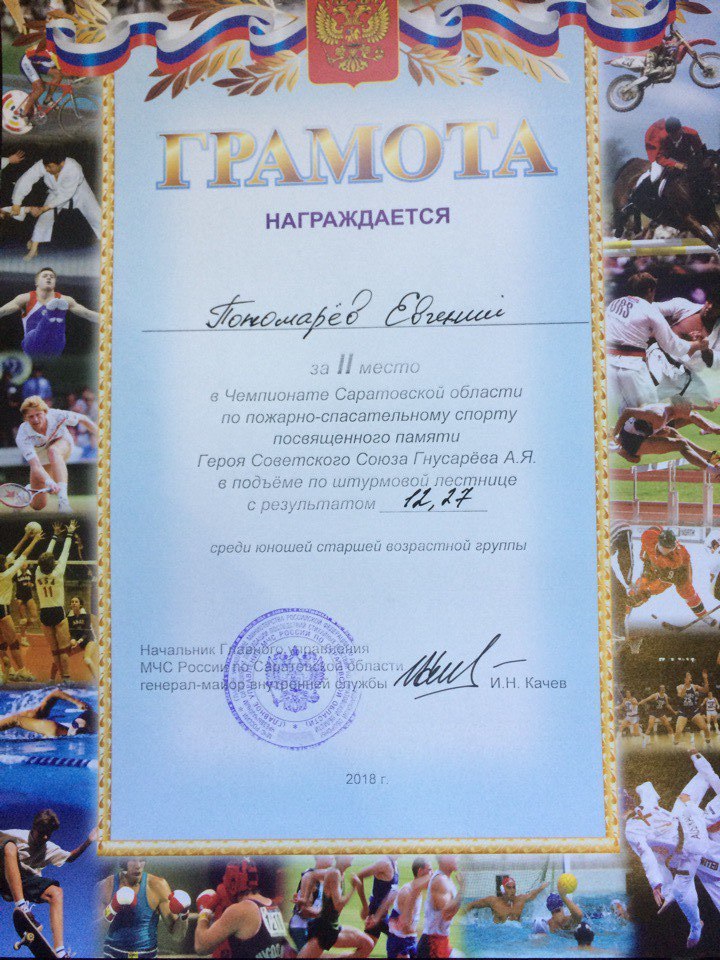 ГРАМОТА
НАГРАЖДАЕТСЯ
Пономарёв Евгений
за II место
в Чемпионате Саратовской области
по пожарно-спасательному спорту
посвященного памяти
Героя Советского Союза Гнусарёва А.Я.
в подъёме по штурмовой лестнице
с результатом 12,27
среди юношей старшей возрастной группы
Начальник Главного управления
МЧС России по Саратовской области
генерал-майор внутренней службы И.Н. Качев
2018 г.